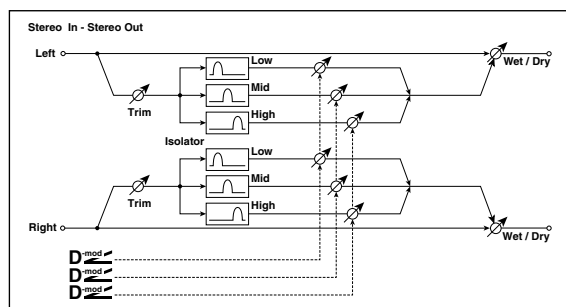 Stereo In - Stereo Out
Left
Wet / Dry
Low
Mid
High
Trim
Isolator
Low
Mid
High
Trim
Right
Wet / Dry
D-mod
D-mod
D-mod